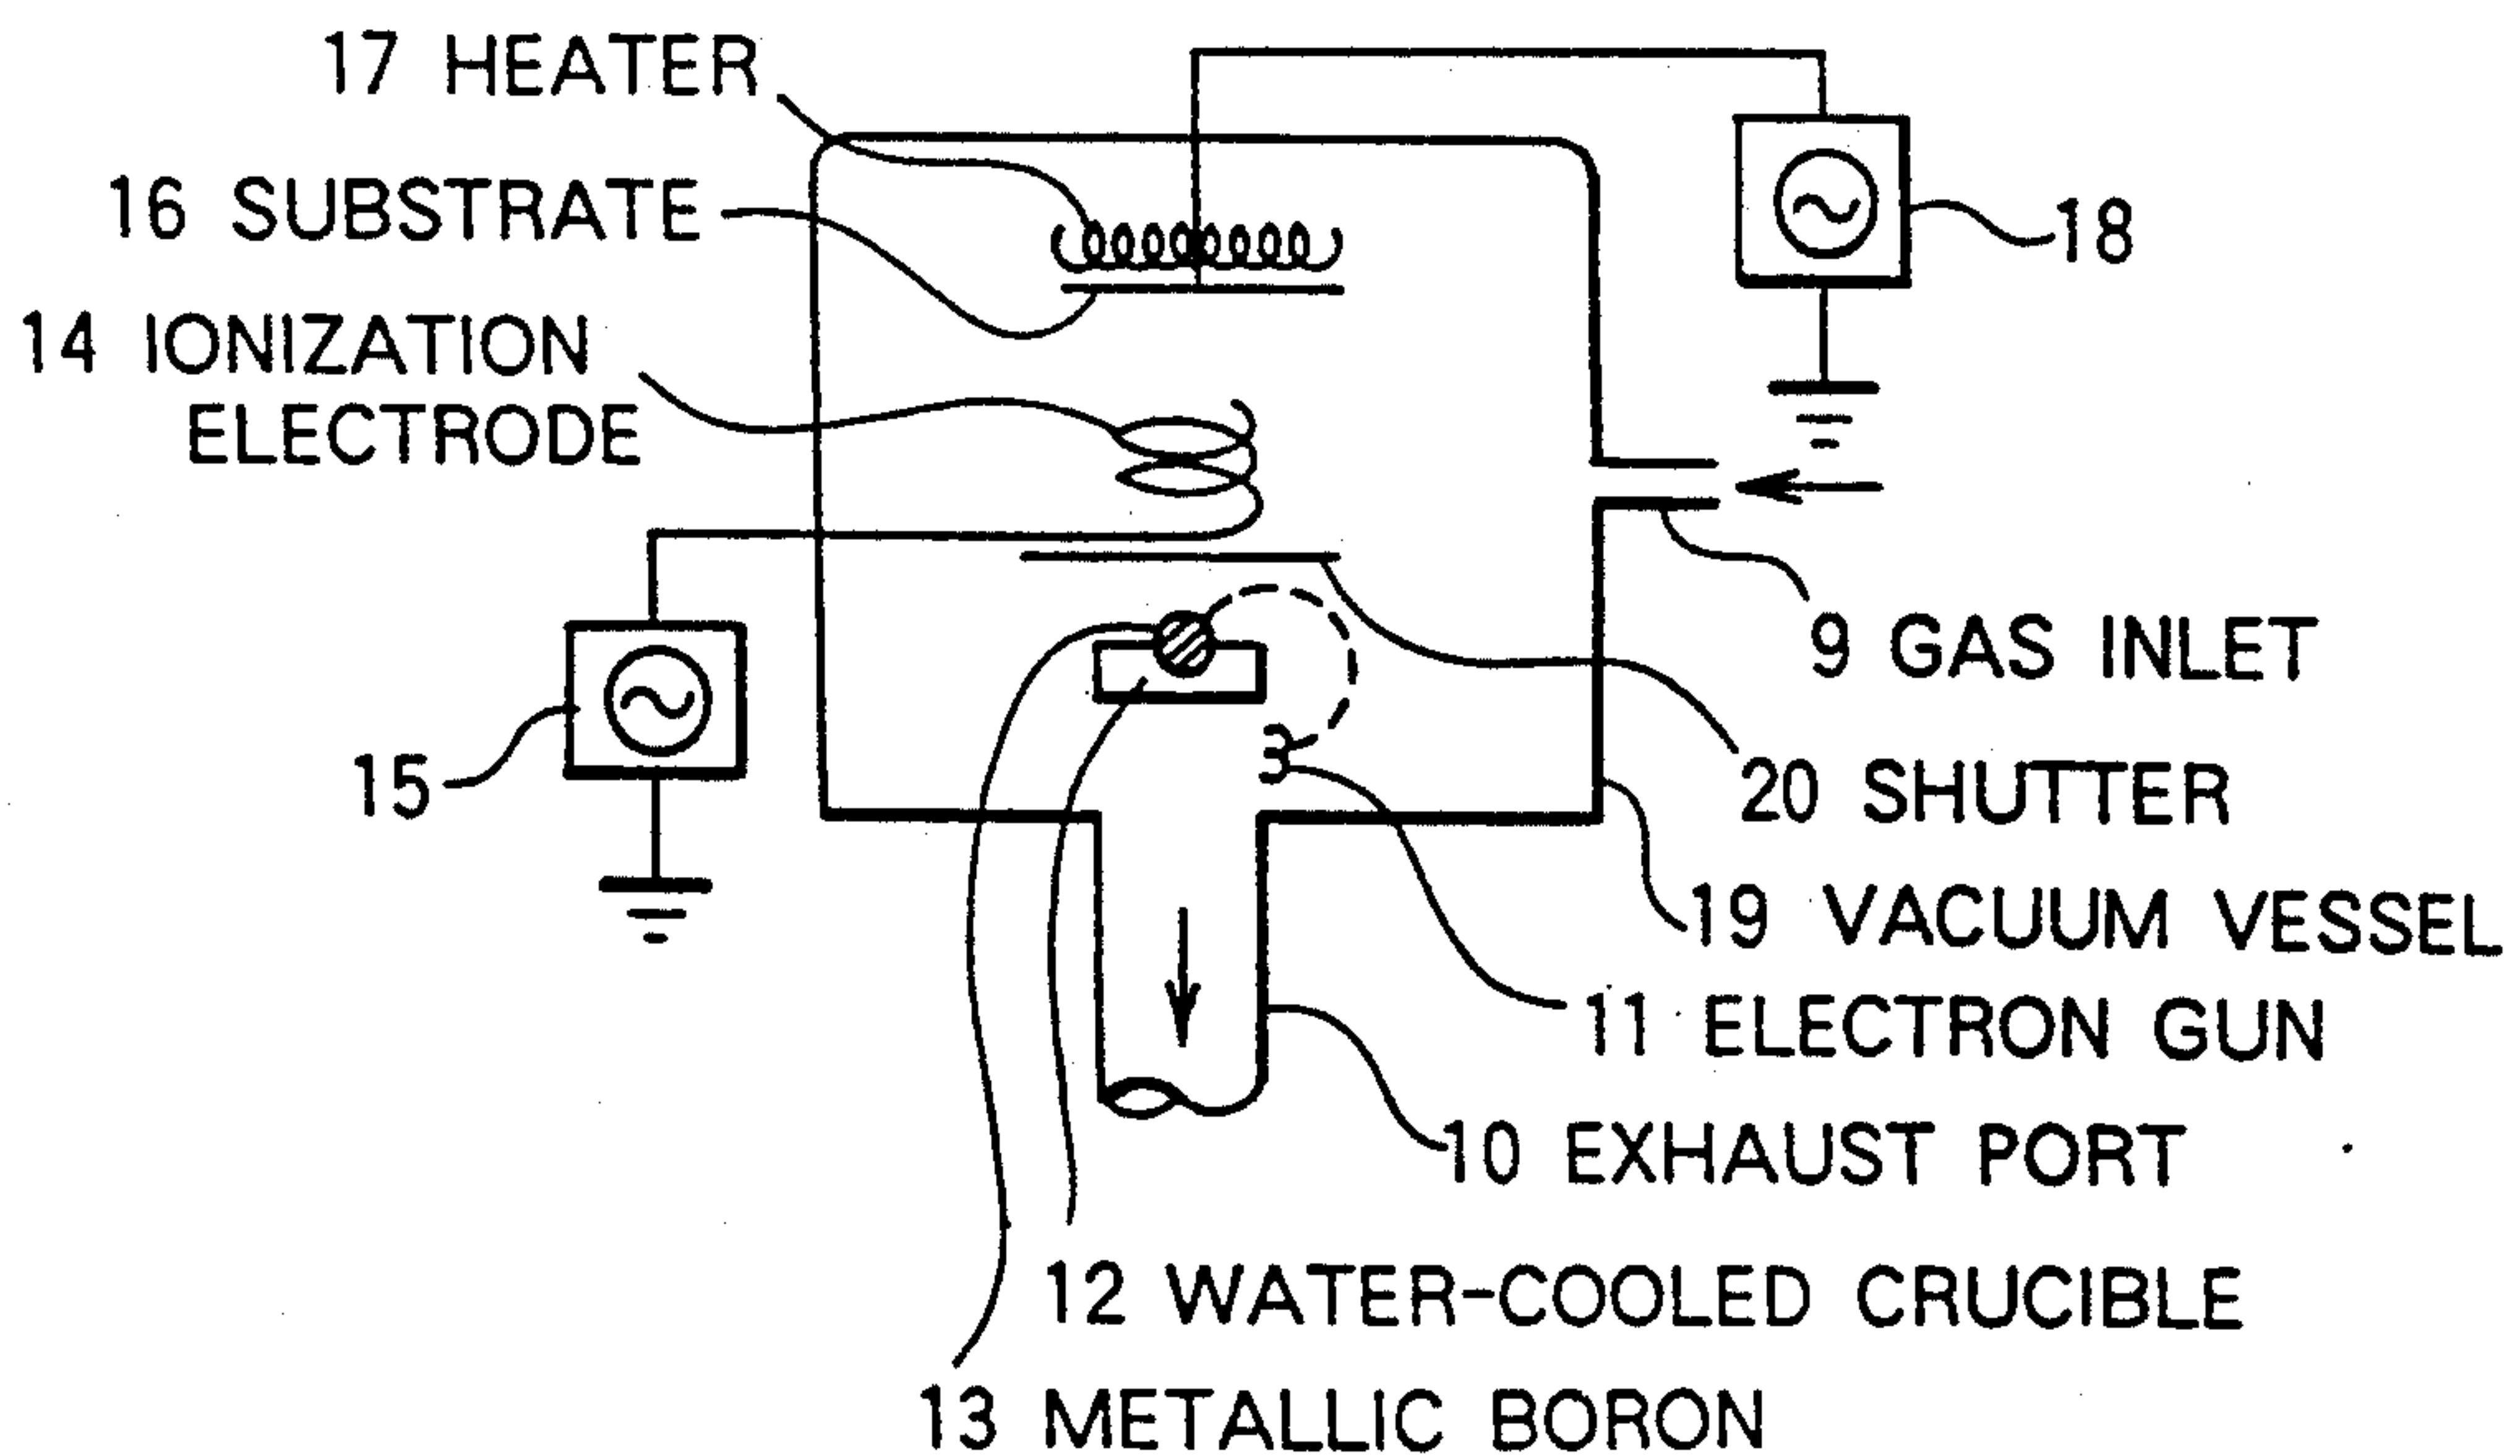 17 HEATER
16 SUBSTRATE
18
14 IONIZATION
ELECTRODE
9 GAS INLET
15
20 SHUTTER
19 VACUUM VESSEL
11 ELECTRON GUN
10 EXHAUST PORT
12 WATER-COOLED CRUCIBLE
13 METALLIC BORON